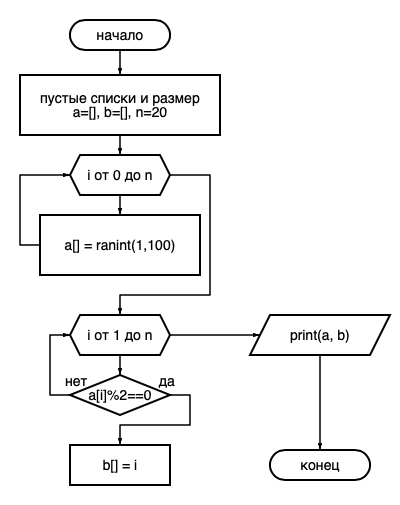 начало
пустые списки и размер
a=[], b=[], n=20
i от 0 до n
a[] = ranint(1,100)
i от 1 до n
print(a, b)
нет
да
a[i]%2==0
b[] = i
конец